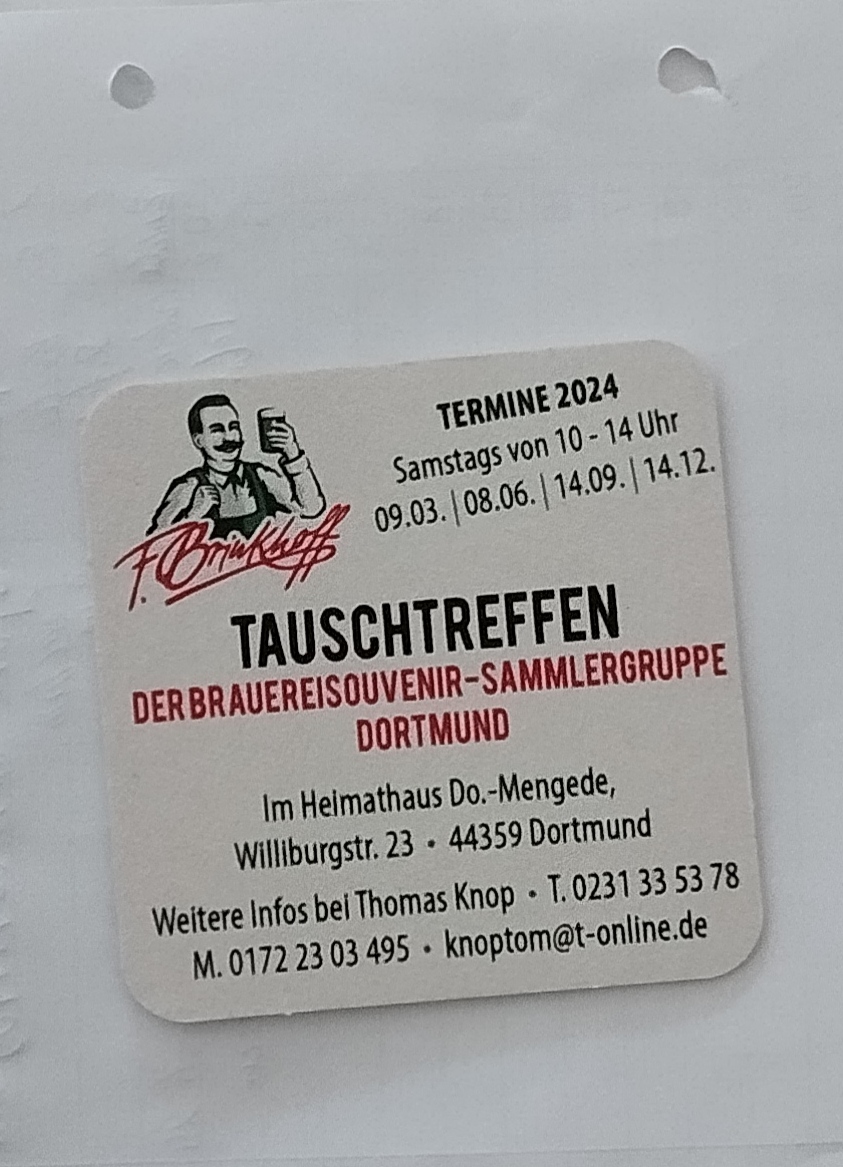 F. Brinkhoff
TERMINE 2024
Samstags von 10 - 14 Uhr
09.03. | 08.06. | 14.09. | 14.12.
TAUSCHTREFFEN
DER BRAUEREISOUVENIR-SAMMLERGRUPPE
DORTMUND
Im Heimathaus Do.-Mengede,
Williburgstr. 23 • 44359 Dortmund
Weitere Infos bei Thomas Knop • T. 0231 33 53 78
M. 0172 23 03 495 • knoptom@t-online.de